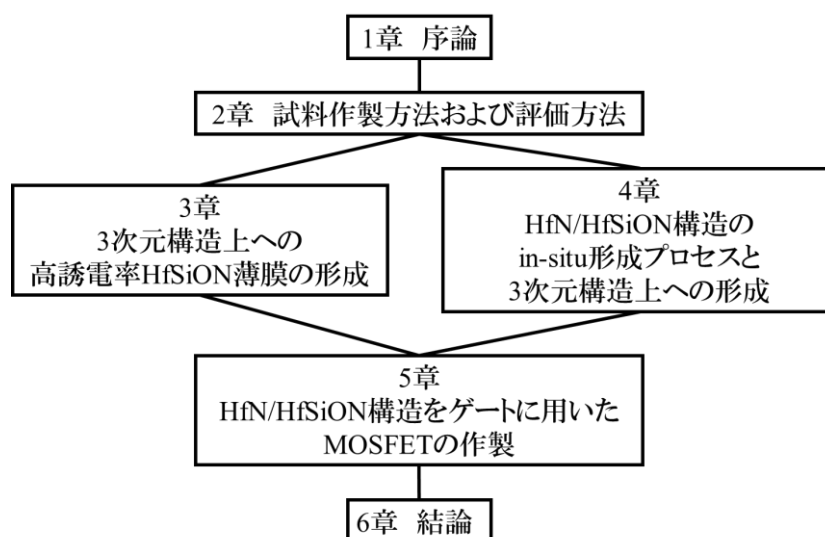 1章 序論
2章 試料作製方法および評価方法
3章
3次元構造上への
高誘電率HfSiON薄膜の形成
4章
HfN/HfSiON構造の
in-situ形成プロセスと
3次元構造上への形成
5章
HfN/HfSiON構造をゲートに用いた
MOSFETの作製
6章 結論